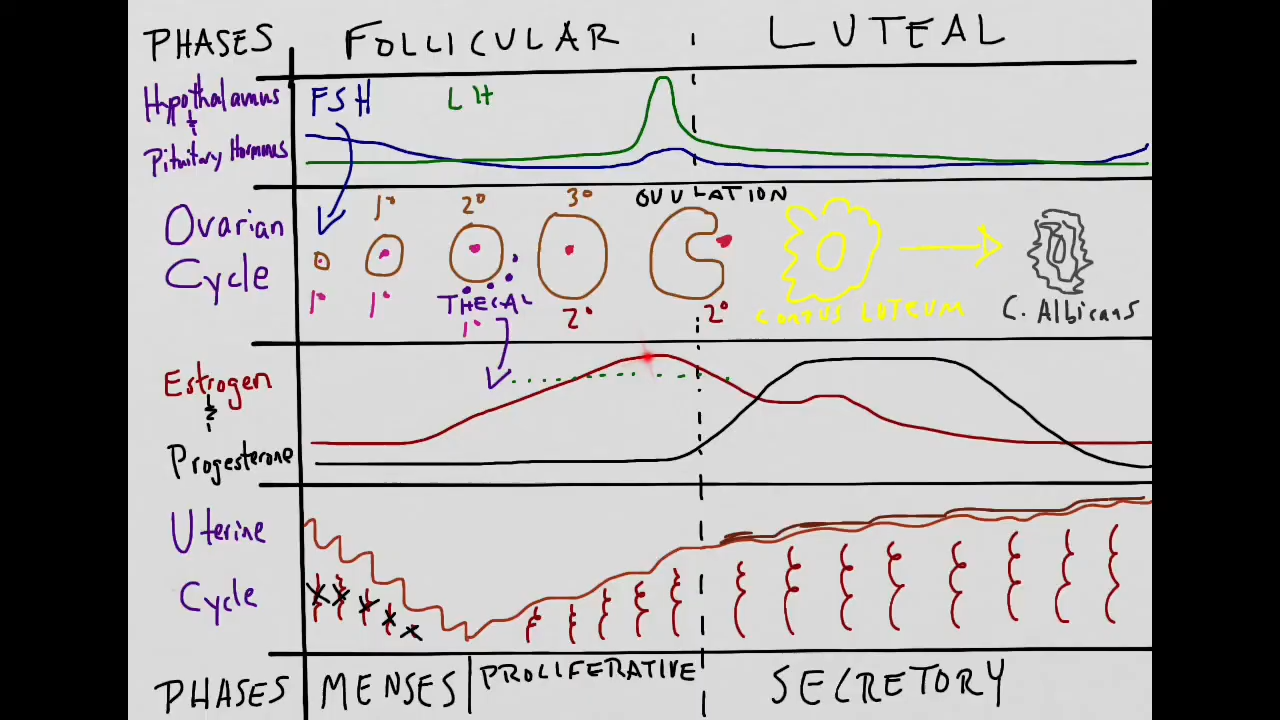 PHASES FOLLICULAR LUTEAL
Hypothalamus
+
Pituitary Hormones
FSH LH
OVULATION
Ovarian
Cycle
1° 2° 3°
1° 1° 1° 2° 2°
THECAL
CORPUS LUTEUM
C. Albicans
Estrogen
&
Progesterone
Uterine
Cycle
PHASES MENSES PROLIFERATIVE SECRETORY